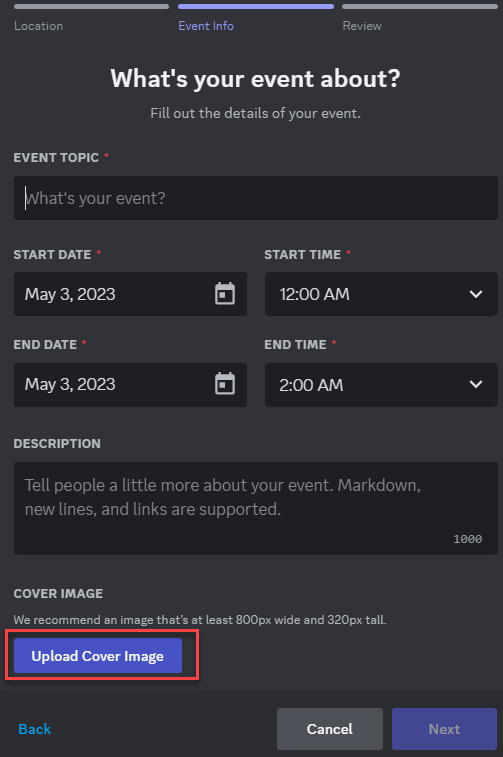 Location Event Info Review
What's your event about?
Fill out the details of your event.
EVENT TOPIC *
What's your event?
START DATE * START TIME *
May 3, 2023 12:00 AM
END DATE * END TIME *
May 3, 2023 2:00 AM
DESCRIPTION
Tell people a little more about your event. Markdown,
new lines, and links are supported.
1000
COVER IMAGE
We recommend an image that's at least 800px wide and 320px tall.
Upload Cover Image
Back Cancel Next